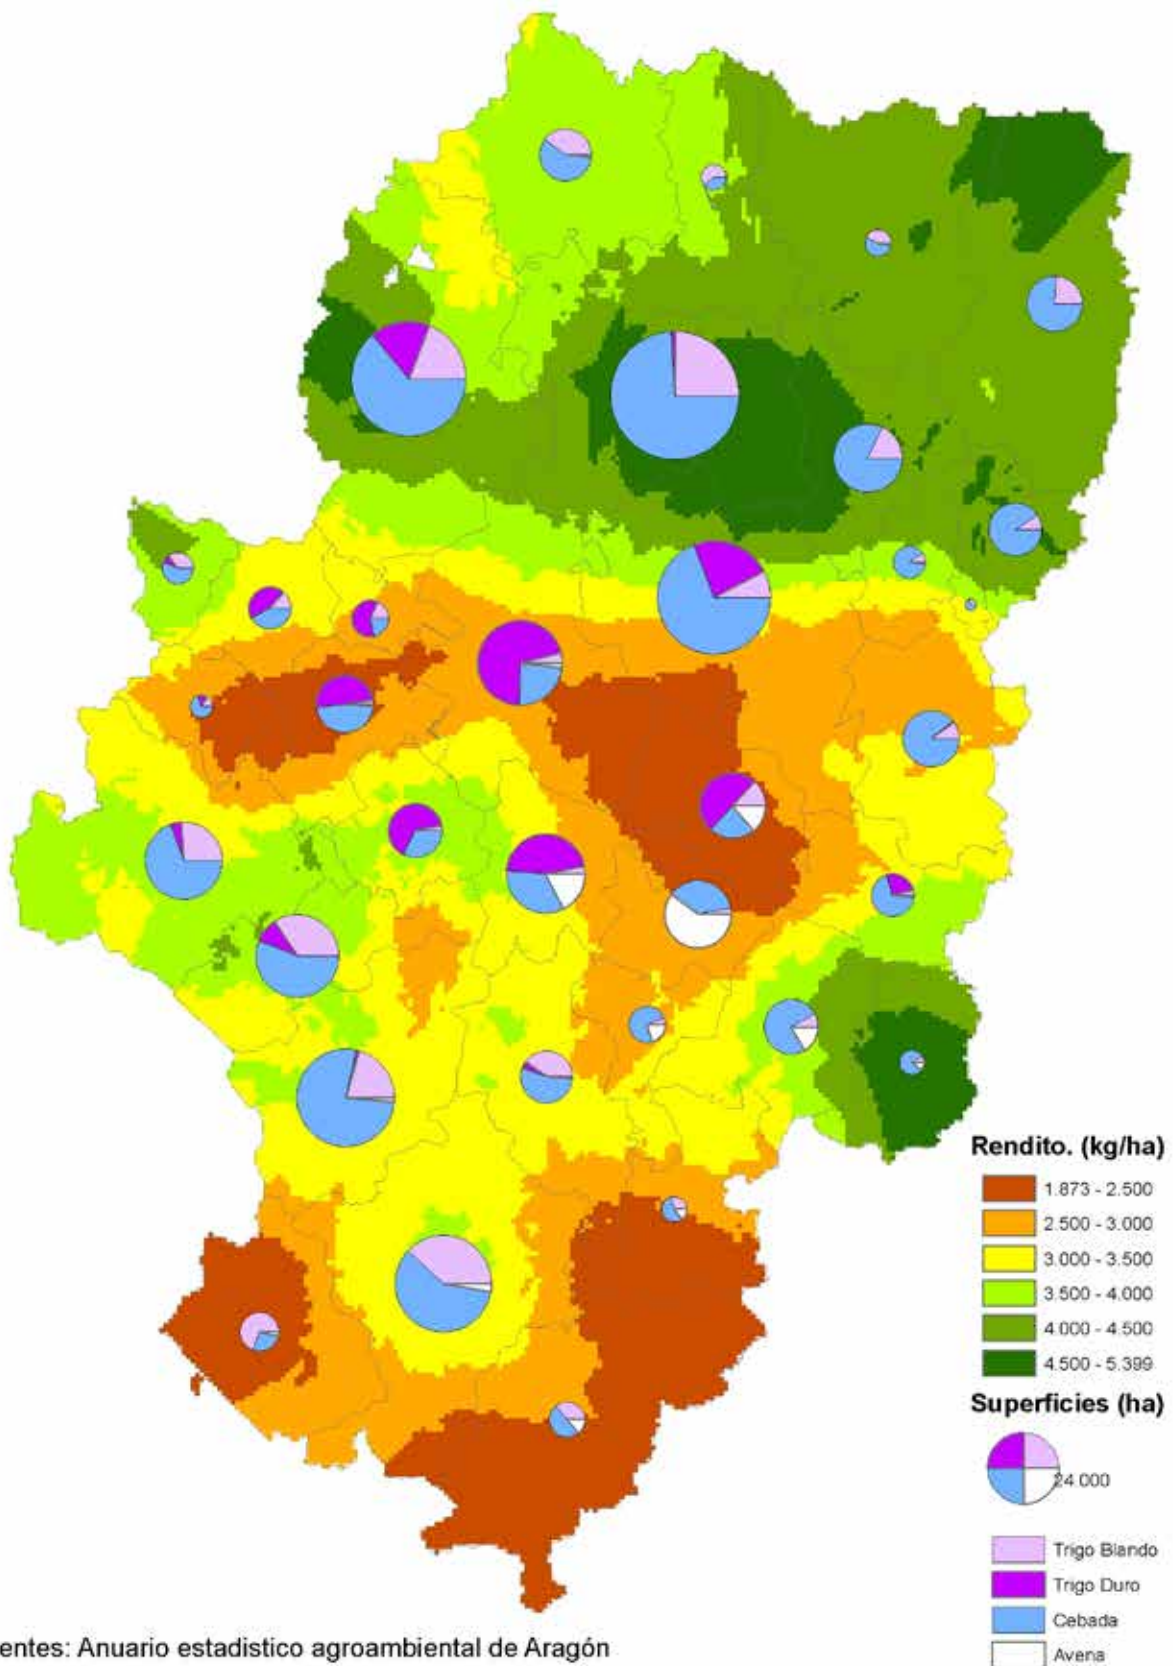 Rendito. (kg/ha)
1.873 - 2.500
2.500 - 3.000
3.000 - 3.500
3.500 - 4.000
4.000 - 4.500
4.500 - 5.399
Superficies (ha)
24.000
Trigo Blando
Trigo Duro
Cebada
Avena
entes: Anuario estadistico agroambiental de Aragón